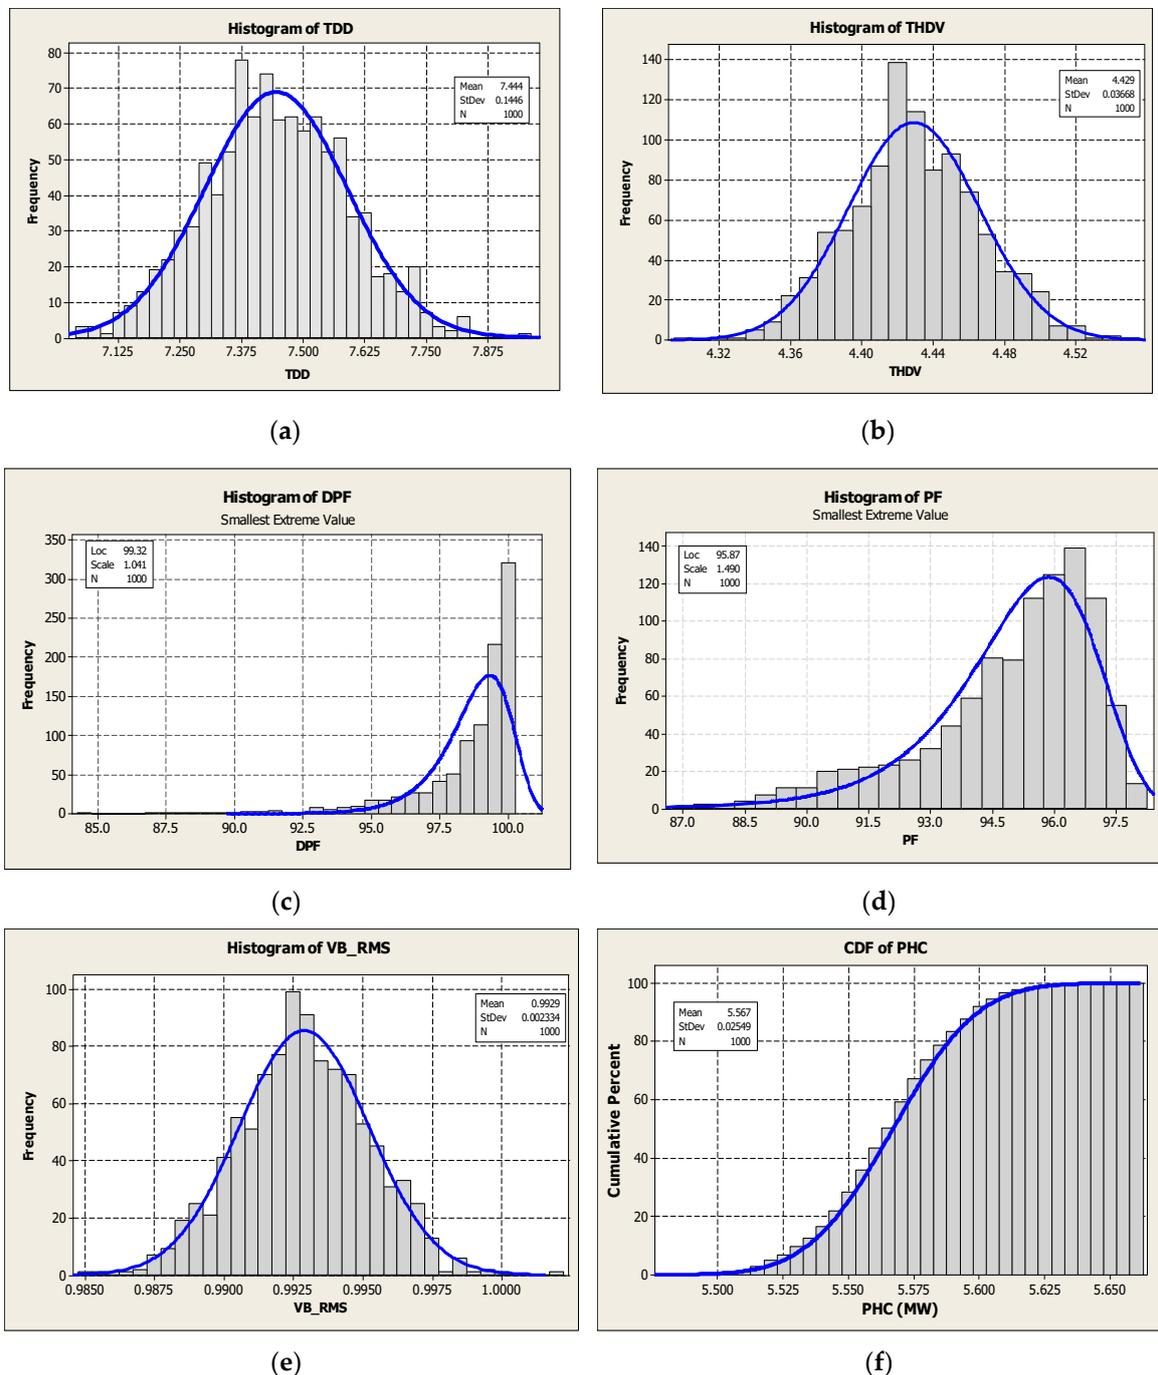 Histogram of TDD
80
70
60
50
40
30
20
10
0
Frequency
Mean 7.444
StDev 0.1446
N 1000
7.125 7.250 7.375 7.500 7.625 7.750 7.875
TDD
(a)
Histogram of THDV
140
120
100
80
60
40
20
0
Frequency
Mean 4.429
StDev 0.03668
N 1000
4.32 4.36 4.40 4.44 4.48 4.52
THDV
(b)
Histogram of DPF
Smallest Extreme Value
350
300
250
200
150
100
50
0
Frequency
Loc 99.32
Scale 1.041
N 1000
85.0 87.5 90.0 92.5 95.0 97.5 100.0
DPF
(c)
Histogram of PF
Smallest Extreme Value
140
120
100
80
60
40
20
0
Frequency
Loc 95.87
Scale 1.490
N 1000
87.0 88.5 90.0 91.5 93.0 94.5 96.0 97.5
PF
(d)
Histogram of VB_RMS
100
80
60
40
20
0
Frequency
Mean 0.9929
StDev 0.002334
N 1000
0.9850 0.9875 0.9900 0.9925 0.9950 0.9975 1.0000
VB_RMS
(e)
CDF of PHC
100
80
60
40
20
0
Cumulative Percent
Mean 5.567
StDev 0.02549
N 1000
5.500 5.525 5.550 5.575 5.600 5.625 5.650
PHC (MW)
(f)